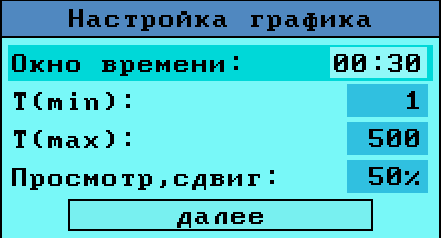 Настройка графика
Окно времени: 00:30
T(min): 1
T(max): 500
Просмотр,сдвиг: 50%
далее